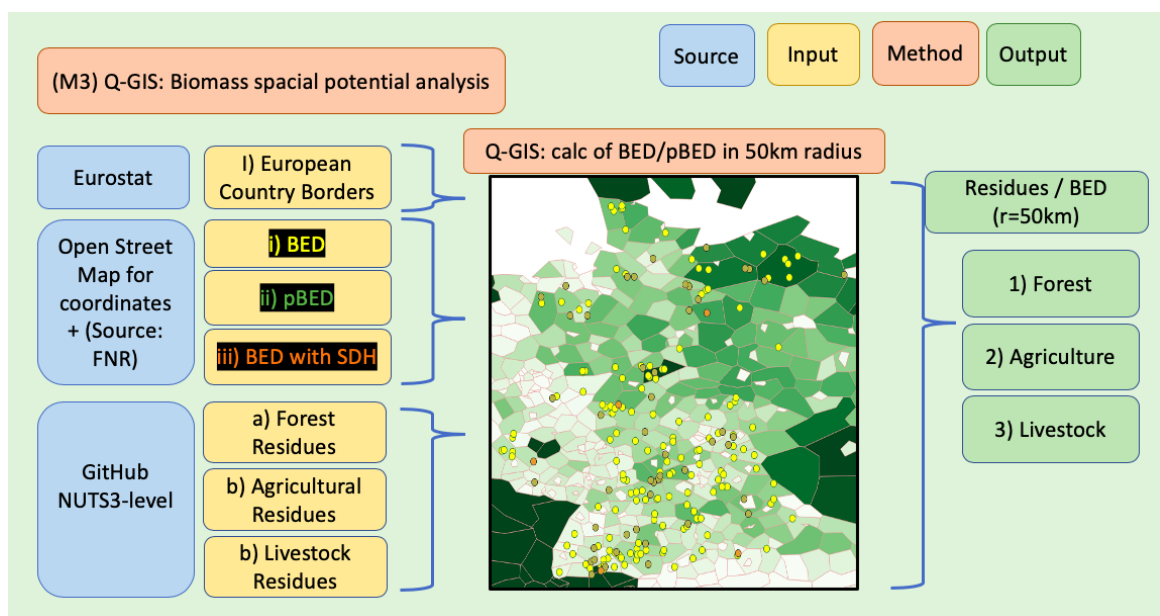 (M3) Q-GIS: Biomass spacial potential analysis
Source
Input
Method
Output
Eurostat
I) European
Country Borders
Open Street
Map for
coordinates
+ (Source:
FNR)
i) BED
ii) pBED
iii) BED with SDH
GitHub
NUTS3-level
a) Forest
Residues
b) Agricultural
Residues
b) Livestock
Residues
Q-GIS: calc of BED/pBED in 50km radius
Residues / BED
(r=50km)
1) Forest
2) Agriculture
3) Livestock